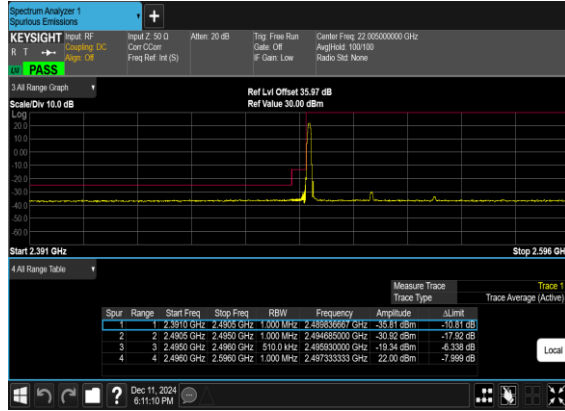 Spectrum Analyzer 1
Spurious Emissions
+
KEYSIGHT Input: RF Input Z: 50 Ω Atten: 20 dB Trig: Free Run Center Freq: 22.005000000 GHz
R T Coupling: DC Corr CCorr Gate: Off Avg|Hold: 100/100
Align: Off Freq Ref: Int (S) IF Gain: Low Radio Std: None
PASS
3 All Range Graph
Ref Lvl Offset 35.97 dB
Scale/Div 10.0 dB Ref Value 30.00 dBm
Log
20.0
10.0
0.00
-10.0
-20.0
-30.0
-40.0
-50.0
-60.0
Start 2.391 GHz Stop 2.596 GH
4 All Range Table
Measure Trace Trace 1
Trace Type Trace Average (Active)
Spur Range Start Freq Stop Freq RBW Frequency Amplitude ΔLimit
1 1 2.3910 GHz 2.4905 GHz 1.000 MHz 2.489836667 GHz -35.81 dBm -10.81 dB
2 2 2.4905 GHz 2.4950 GHz 1.000 MHz 2.494685000 GHz -30.92 dBm -17.92 dB
3 3 2.4950 GHz 2.4960 GHz 510.0 kHz 2.495930000 GHz -19.34 dBm -6.338 dB
4 4 2.4960 GHz 2.5960 GHz 1.000 MHz 2.497333333 GHz 22.00 dBm -7.999 dB
Local
? Dec 11, 2024
6:11:10 PM